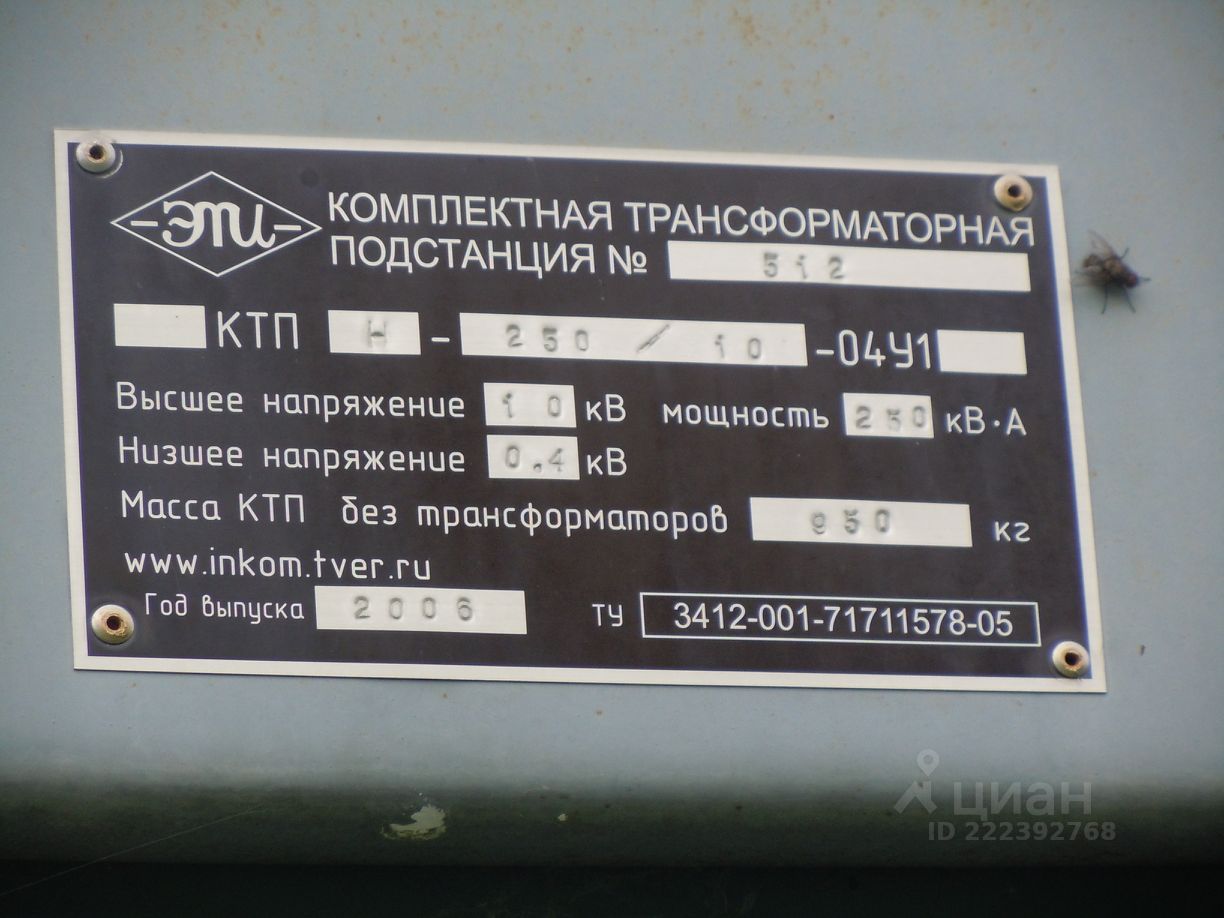 ЭТИ КОМПЛЕКТНАЯ ТРАНСФОРМАТОРНАЯ
ПОДСТАНЦИЯ № 512
КТП Н - 250 / 10 -04У1
Высшее напряжение 10 кВ мощность 250 кВ·А
Низшее напряжение 0.4 кВ
Масса КТП без трансформаторов 950 кг
www.inkom.tver.ru
Год выпуска 2006 ТУ 3412-001-71711578-05
циан
ID 222392768